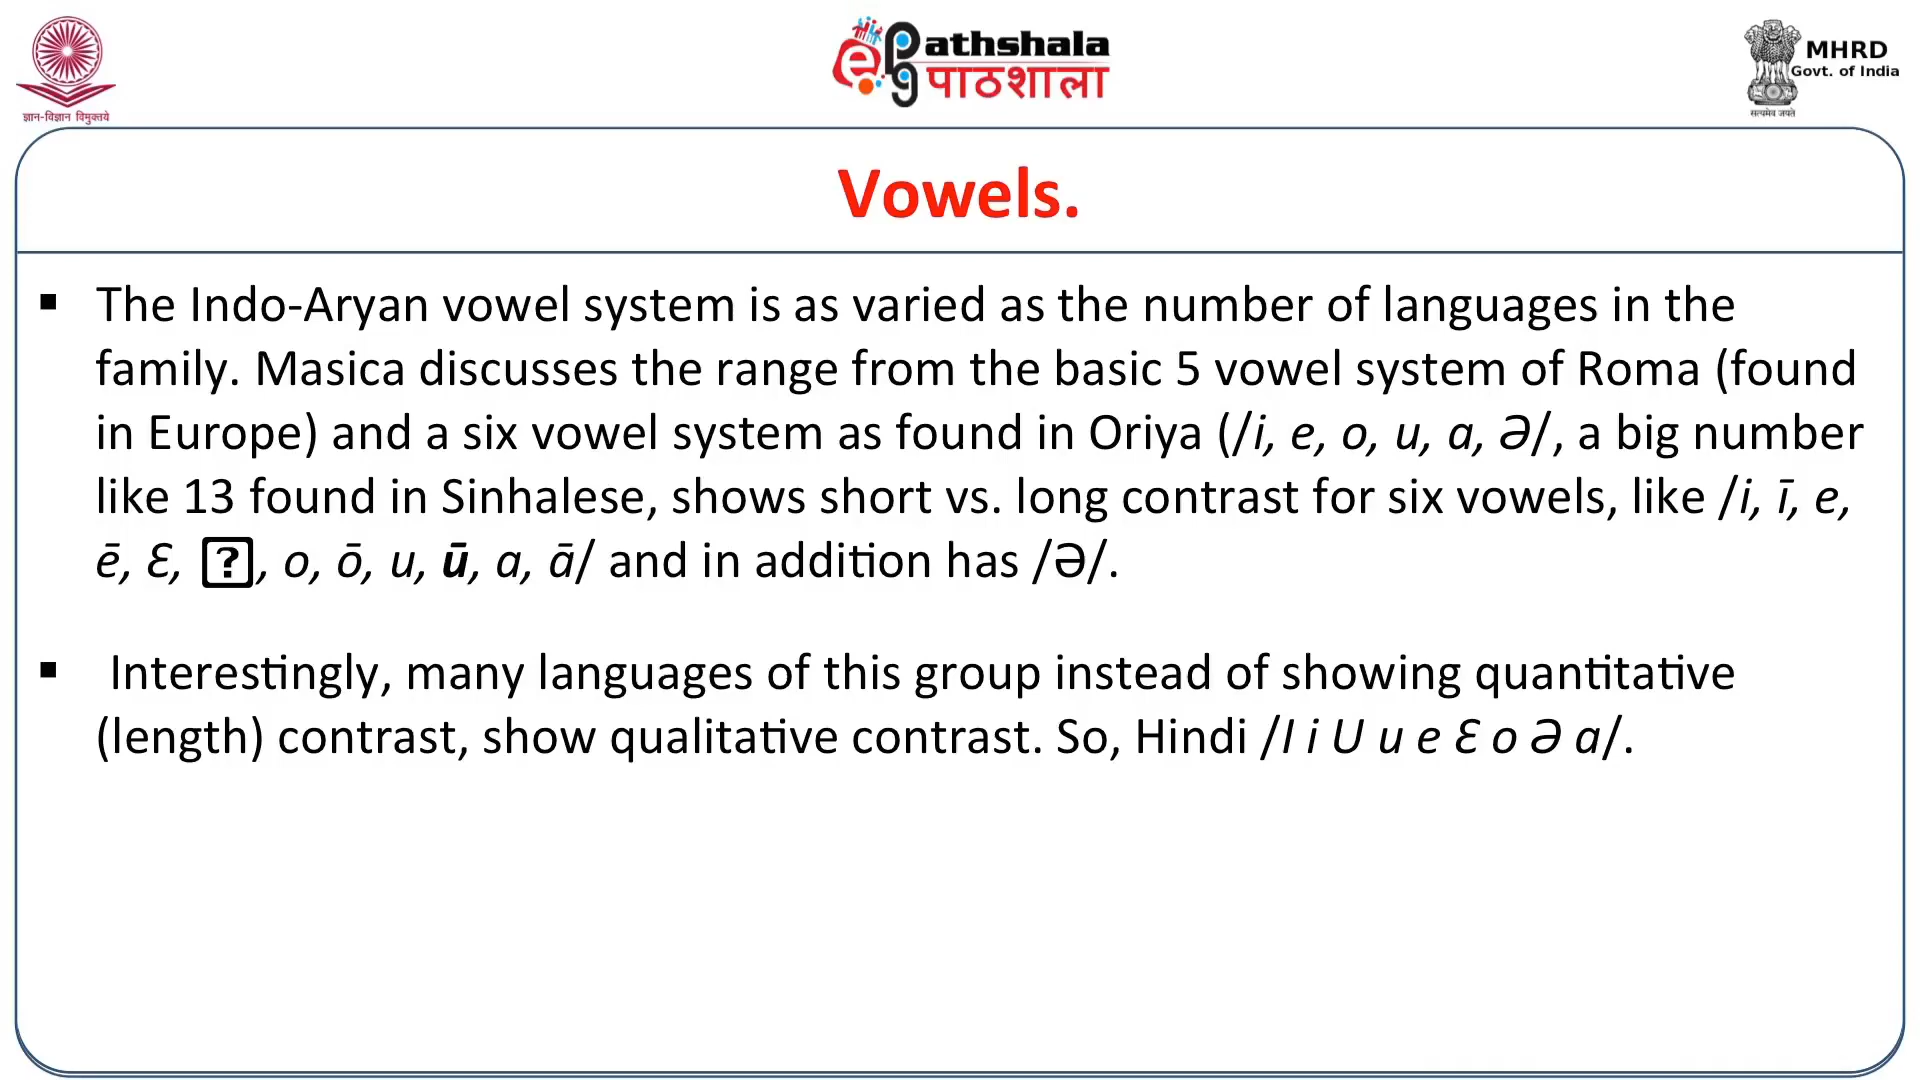 ज्ञान-विज्ञान विमुक्तये
ePG Pathshala
पाठशाला
MHRD
Govt. of India
सत्यमेव जयते
Vowels.
▪ The Indo-Aryan vowel system is as varied as the number of languages in the
family. Masica discusses the range from the basic 5 vowel system of Roma (found
in Europe) and a six vowel system as found in Oriya (/i, e, o, u, a, Ə/, a big number
like 13 found in Sinhalese, shows short vs. long contrast for six vowels, like /i, ī, e,
ē, Ɛ, �, o, ō, u, ū, a, ā/ and in addition has /Ə/.
▪ Interestingly, many languages of this group instead of showing quantitative
(length) contrast, show qualitative contrast. So, Hindi /I i U u e Ɛ o Ə a/.